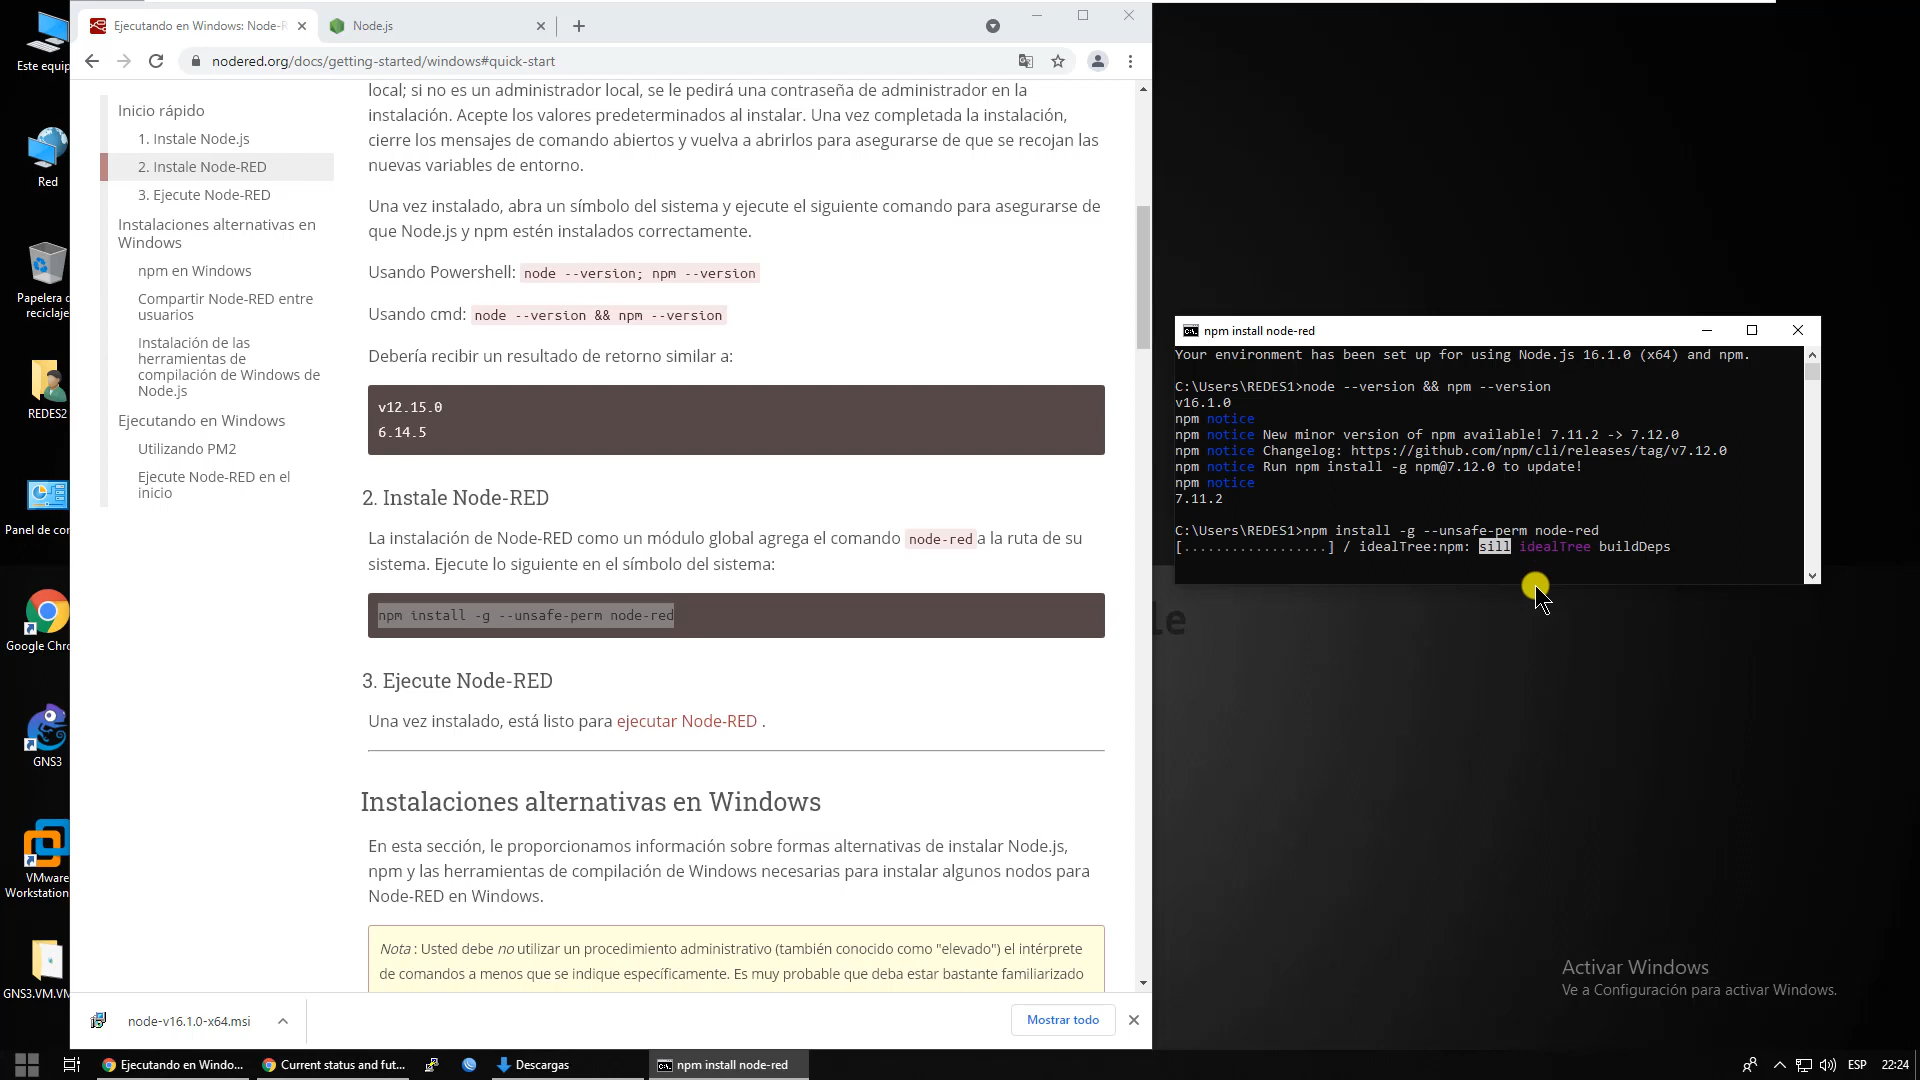 Este equip
Red
Papelera d
reciclaje
REDES2
Panel de cor
Google Chro
GNS3
VMware
Workstation
GNS3.VM.VM
Ejecutando en Windows: Node-R
Node.js
nodered.org/docs/getting-started/windows#quick-start
Inicio rápido
1. Instale Node.js
2. Instale Node-RED
3. Ejecute Node-RED
Instalaciones alternativas en
Windows
npm en Windows
Compartir Node-RED entre
usuarios
Instalación de las
herramientas de
compilación de Windows de
Node.js
Ejecutando en Windows
Utilizando PM2
Ejecute Node-RED en el
inicio
local; si no es un administrador local, se le pedirá una contraseña de administrador en la
instalación. Acepte los valores predeterminados al instalar. Una vez completada la instalación,
cierre los mensajes de comando abiertos y vuelva a abrirlos para asegurarse de que se recojan las
nuevas variables de entorno.
Una vez instalado, abra un símbolo del sistema y ejecute el siguiente comando para asegurarse de
que Node.js y npm estén instalados correctamente.
Usando Powershell: node --version; npm --version
Usando cmd: node --version && npm --version
Debería recibir un resultado de retorno similar a:
v12.15.0
6.14.5
2. Instale Node-RED
La instalación de Node-RED como un módulo global agrega el comando node-red a la ruta de su
sistema. Ejecute lo siguiente en el símbolo del sistema:
npm install -g --unsafe-perm node-red
3. Ejecute Node-RED
Una vez instalado, está listo para ejecutar Node-RED .
Instalaciones alternativas en Windows
En esta sección, le proporcionamos información sobre formas alternativas de instalar Node.js,
npm y las herramientas de compilación de Windows necesarias para instalar algunos nodos para
Node-RED en Windows.
Nota : Usted debe no utilizar un procedimiento administrativo (también conocido como "elevado") el intérprete
de comandos a menos que se indique específicamente. Es muy probable que deba estar bastante familiarizado
node-v16.1.0-x64.msi
Mostrar todo
npm install node-red
Your environment has been set up for using Node.js 16.1.0 (x64) and npm.
C:\Users\REDES1>node --version && npm --version
v16.1.0
npm notice
npm notice New minor version of npm available! 7.11.2 -> 7.12.0
npm notice Changelog: https://github.com/npm/cli/releases/tag/v7.12.0
npm notice Run npm install -g npm@7.12.0 to update!
npm notice
7.11.2
C:\Users\REDES1>npm install -g --unsafe-perm node-red
[..................] / idealTree:npm: sill idealTree buildDeps
le
Activar Windows
Ve a Configuración para activar Windows.
Ejecutando en Windo...
Current status and fut...
Descargas
npm install node-red
ESP
22:24